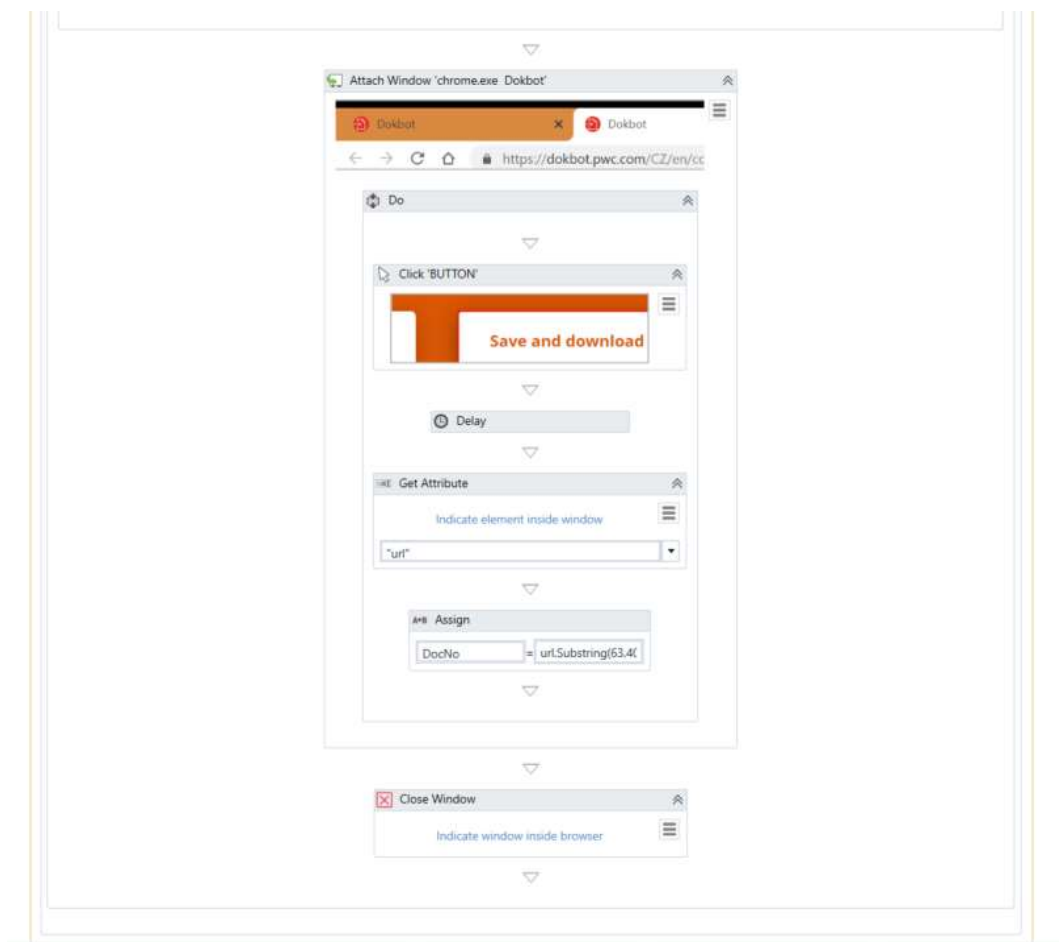 Attach Window 'chrome.exe Dokbot'
Dokbot
Dokbot
https://dokbot.pwc.com/CZ/en/cc
Do
Click 'BUTTON'
Save and download
Delay
Get Attribute
Indicate element inside window
"url"
A+B Assign
DocNo = url.Substring(63.4(
Close Window
Indicate window inside browser